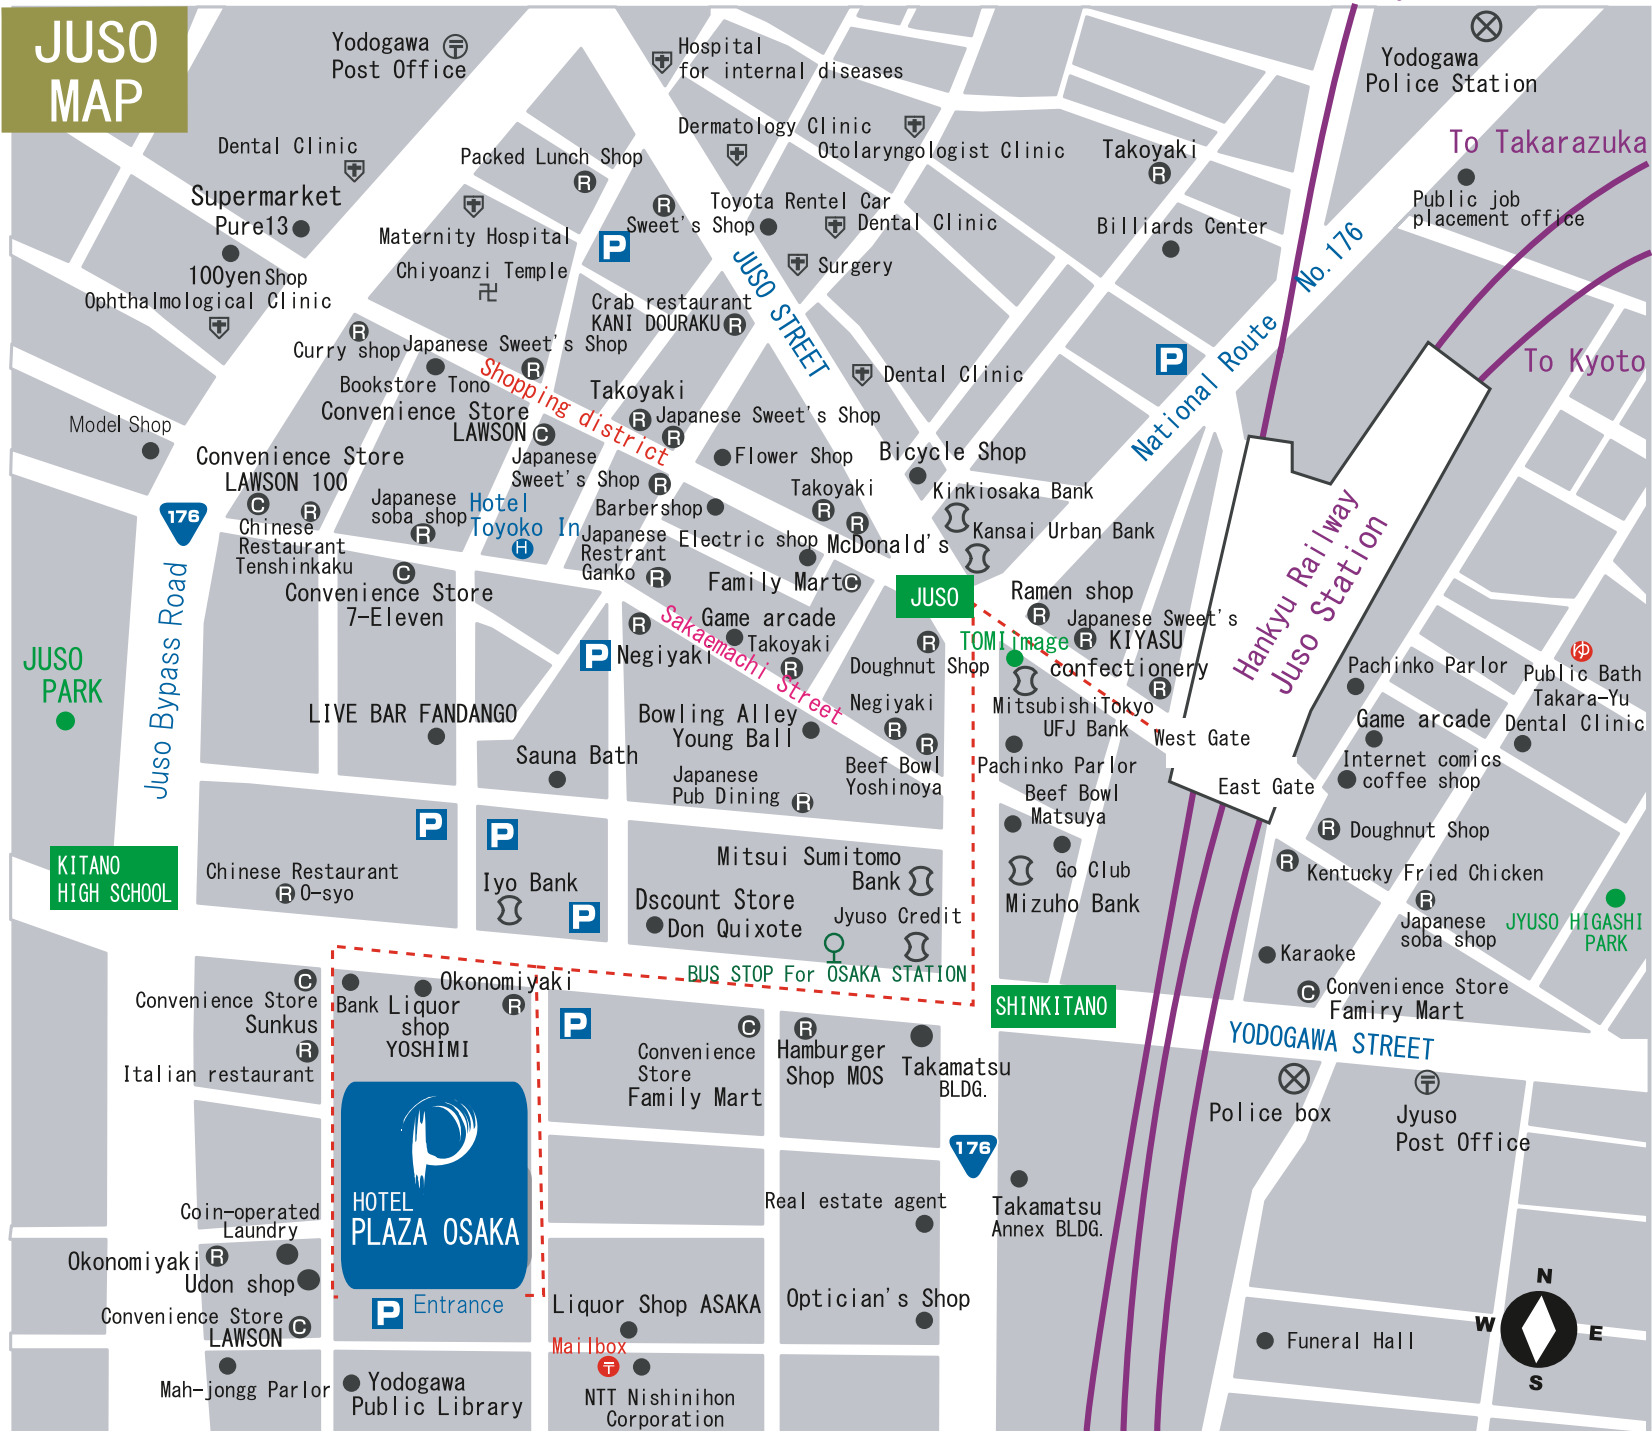 JUSO
MAP
Yodogawa
Post Office
〒
Hospital
for internal diseases
Yodogawa
Police Station
Dental Clinic
Packed Lunch Shop
R
Dermatology Clinic
Otolaryngologist Clinic
Takoyaki
R
To Takarazuka
Supermarket
Pure13
Maternity Hospital
R
Sweet's Shop
P
Toyota Rentel Car
Dental Clinic
Billiards Center
Public job
placement office
100yen Shop
Ophthalmological Clinic
Chiyoanzi Temple
卍
Surgery
JUSO STREET
No. 176
National Route
Crab restaurant
KANI DOURAKU R
R
Curry shop
Japanese Sweet's Shop
R
Bookstore Tono
Shopping district
Dental Clinic
P
To Kyoto
Model Shop
Convenience Store
LAWSON C
Takoyaki
R
Japanese Sweet's Shop
R
Convenience Store
LAWSON 100
C
R
Chinese
Restaurant
Tenshinkaku
Japanese
soba shop
R
Hotel
Toyoko In
H
Japanese
Sweet's Shop R
Flower Shop
Barbershop
Bicycle Shop
Kinkiosaka Bank
Kansai Urban Bank
Takoyaki
R
R
McDonald's
Electric shop
Japanese
Restrant
Ganko R
Family Mart C
176
Convenience Store
7-Eleven
C
JUSO
Ramen shop
R
Japanese Sweet's
R KIYASU
confectionery
R
TOMIimage
Hankyu Railway
Juso Station
R
Negiyaki
P
Game arcade
Takoyaki
R
Sakaemachi Street
R
Doughnut Shop
JUSO
PARK
Juso Bypass Road
LIVE BAR FANDANGO
Sauna Bath
Bowling Alley
Young Ball
Negiyaki
R
R
Beef Bowl
Yoshinoya
MitsubishiTokyo
UFJ Bank
West Gate
East Gate
Pachinko Parlor
ゆ
Public Bath
Takara-Yu
Game arcade
Dental Clinic
Internet comics
coffee shop
Japanese
Pub Dining R
Pachinko Parlor
Beef Bowl
Matsuya
R Doughnut Shop
P
P
KITANO
HIGH SCHOOL
Chinese Restaurant
R O-syo
Iyo Bank
P
Mitsui Sumitomo
Bank
Dscount Store
Don Quixote
Jyuso Credit
Go Club
Mizuho Bank
R
Kentucky Fried Chicken
R
Japanese
soba shop
JYUSO HIGASHI
PARK
BUS STOP For OSAKA STATION
Karaoke
C
Convenience Store
Sunkus
R
Italian restaurant
Bank
Liquor
shop
YOSHIMI
Okonomiyaki
R
P
C
Convenience
Store
Family Mart
R
Hamburger
Shop MOS
Takamatsu
BLDG.
SHINKITANO
C Convenience Store
Famiry Mart
YODOGAWA STREET
Police box
〒
Jyuso
Post Office
HOTEL
PLAZA OSAKA
176
Coin-operated
Laundry
Okonomiyaki R
Udon shop
Convenience Store
LAWSON C
Mah-jongg Parlor
P Entrance
Yodogawa
Public Library
Liquor Shop ASAKA
Mailbox
〒
NTT Nishinihon
Corporation
Real estate agent
Optician's Shop
Takamatsu
Annex BLDG.
Funeral Hall
N
W
E
S